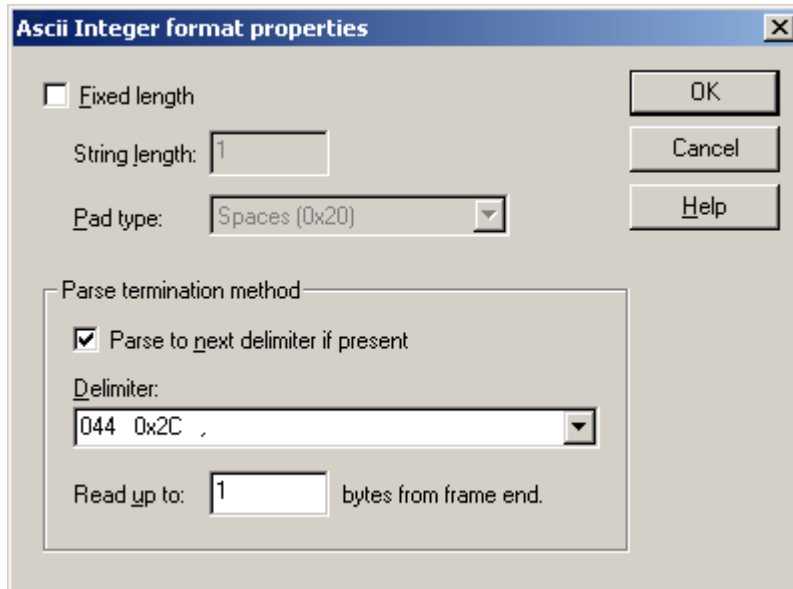 Ascii Integer format properties
Fixed length
OK
String length: 1
Cancel
Pad type: Spaces (0x20)
Help
Parse termination method
Parse to next delimiter if present
Delimiter:
044 0x2C ,
Read up to: 1 bytes from frame end.